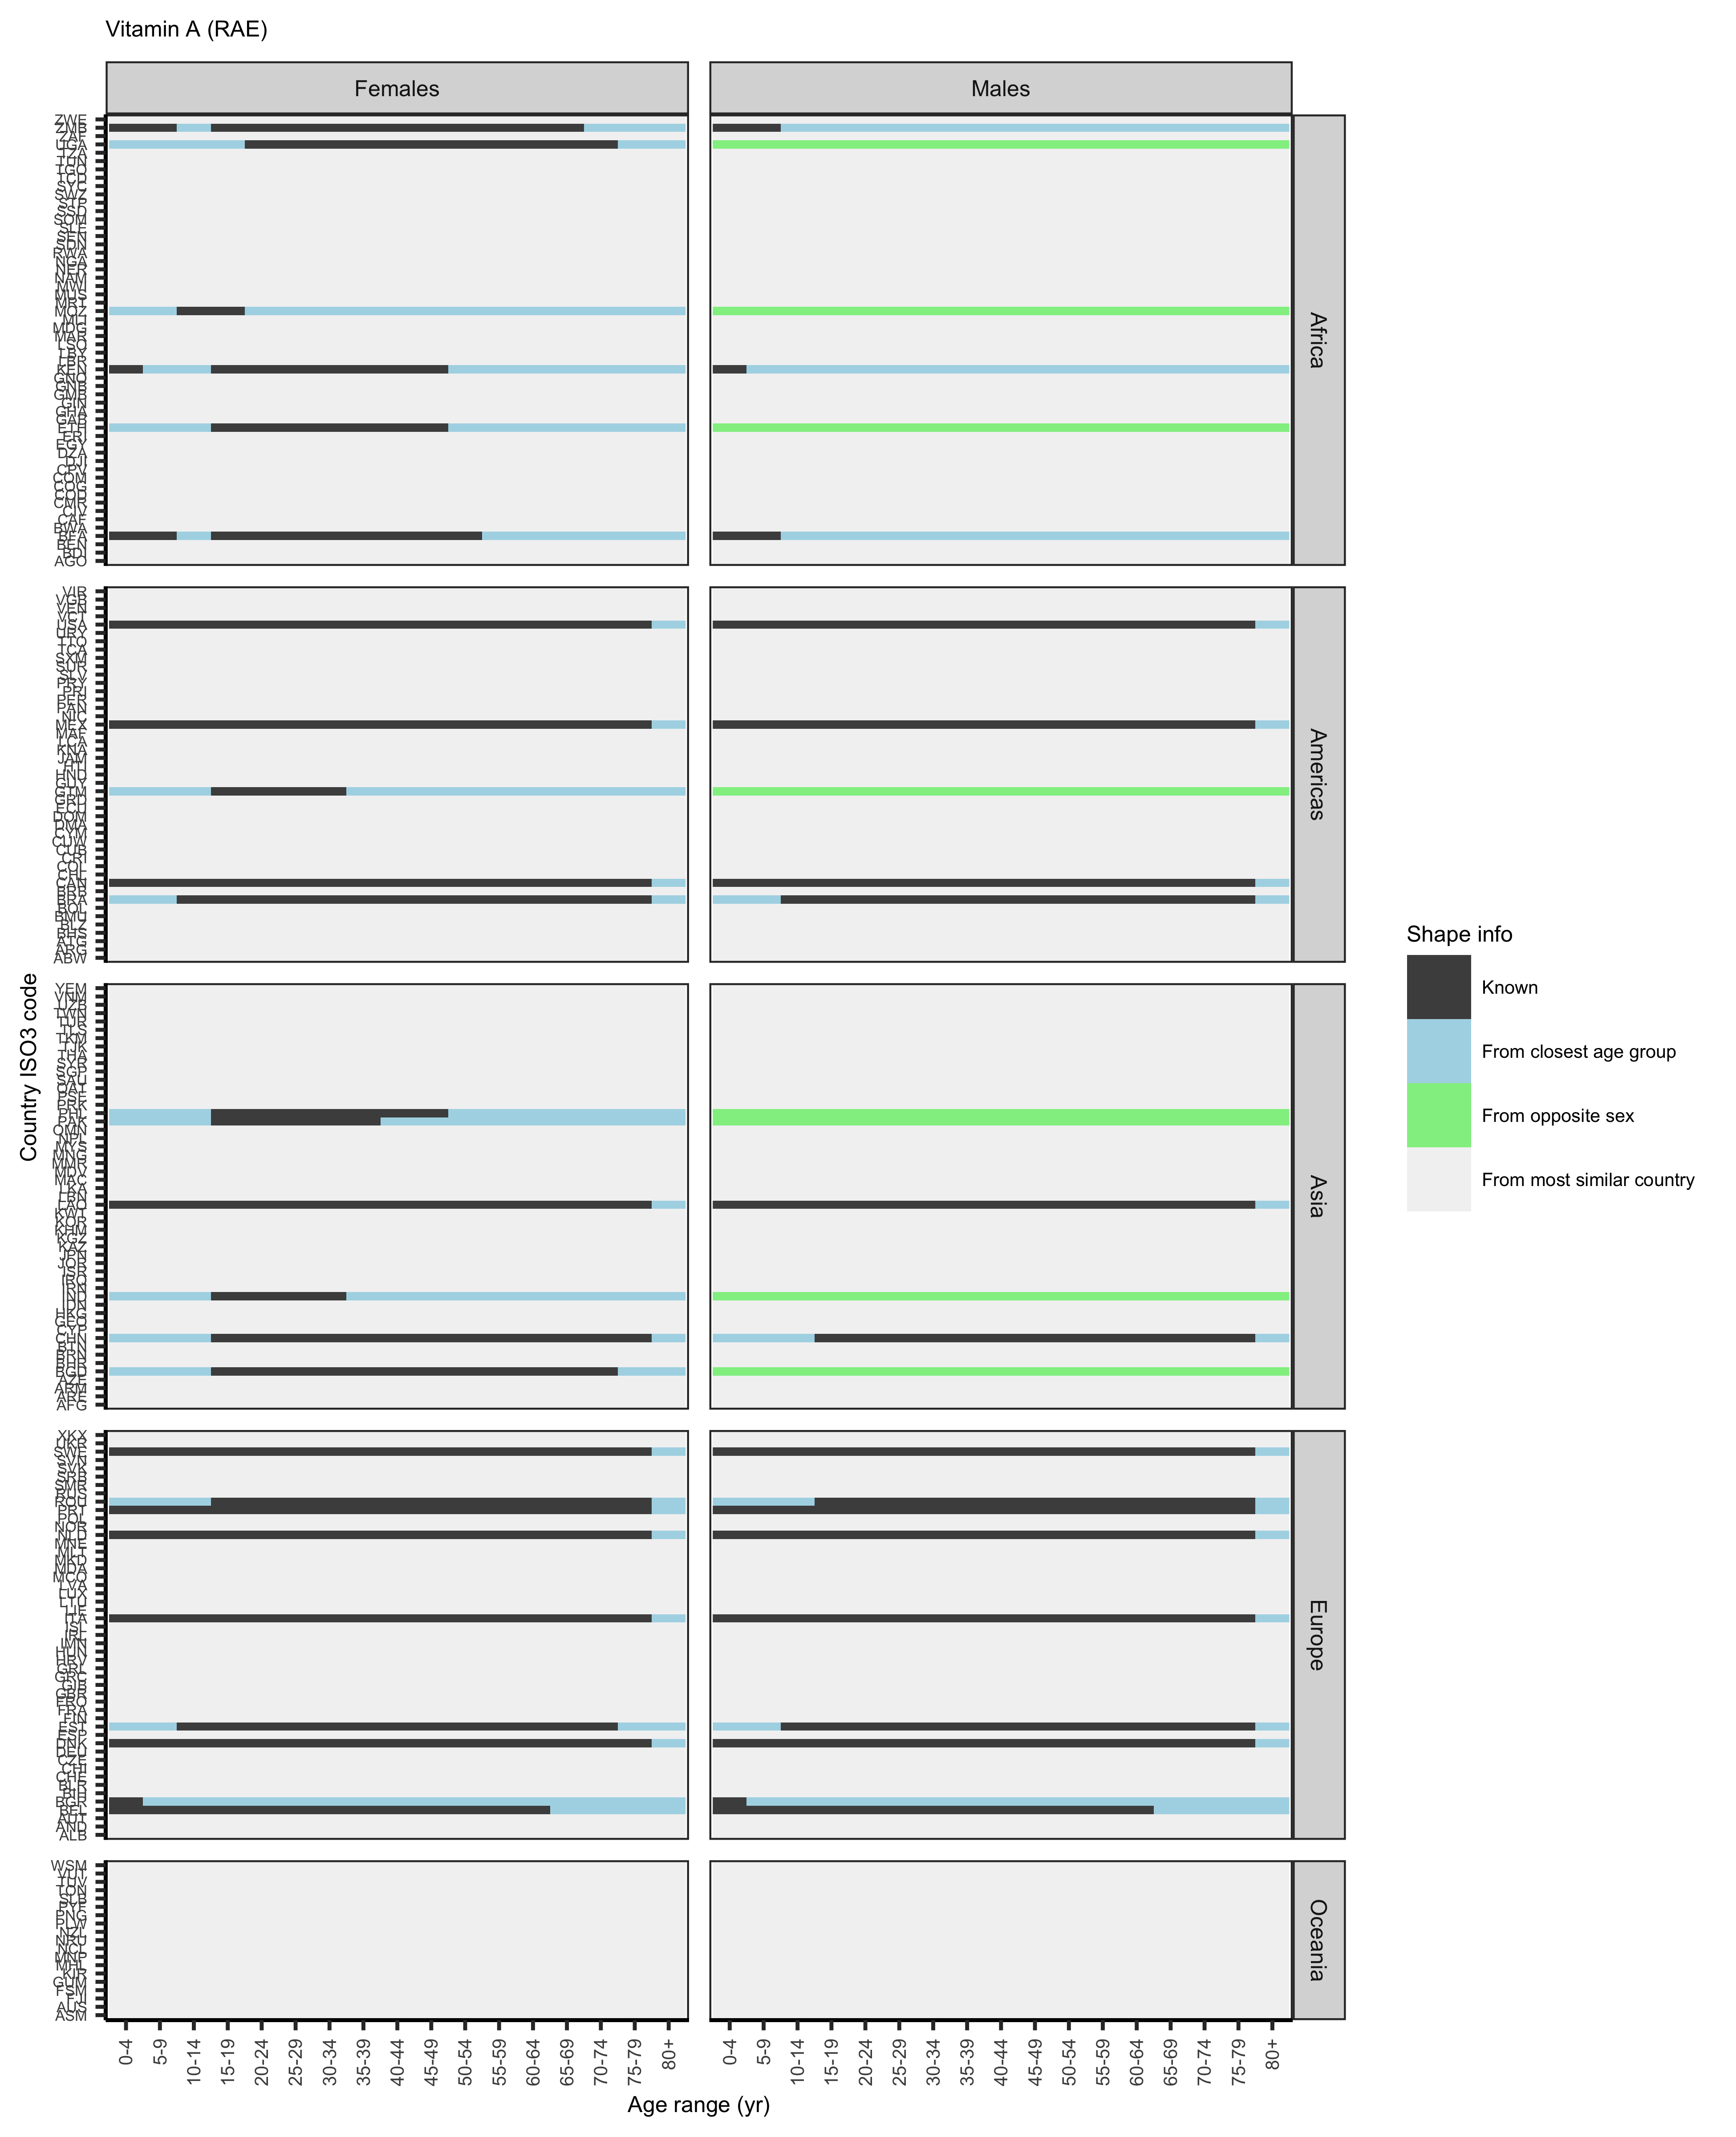 Vitamin A (RAE)
Females
Males
ZWE
ZMB
ZAF
UGA
TZA
TUN
TGO
TCD
SYC
SWZ
STP
SSD
SOM
SLE
SEN
SDN
RWA
NGA
NER
NAM
MWI
MUS
MRT
MOZ
MLI
MDG
MAR
LSO
LBY
LBR
KEN
GNQ
GNB
GMB
GIN
GHA
GAB
ETH
ERI
EGY
DZA
DJI
CPV
COM
COG
COD
CMR
CIV
CAF
BWA
BFA
BEN
BDI
AGO
Africa
VIR
VGB
VEN
VCT
USA
URY
TTO
TCA
SXM
SUR
SLV
PRY
PRI
PER
PAN
NIC
MEX
MAF
LCA
KNA
JAM
HTI
HND
GUY
GTM
GRD
ECU
DOM
DMA
CYM
CUW
CUB
CRI
COL
CHL
CAN
BRB
BRA
BOL
BMU
BLZ
BHS
ATG
ARG
ABW
Americas
YEM
VNM
UZB
TWN
TUR
TLS
TKM
TJK
THA
SYR
SGP
SAU
QAT
PSE
PRK
PHL
PAK
OMN
NPL
MYS
MNG
MMR
MDV
MAC
LKA
LBN
LAO
KWT
KOR
KHM
KGZ
KAZ
JPN
JOR
ISR
IRQ
IRN
IND
IDN
HKG
GEO
CYP
CHN
BTN
BRN
BHR
BGD
AZE
ARM
ARE
AFG
Asia
XKX
UKR
SWE
SVN
SVK
SRB
SMR
RUS
ROU
PRT
POL
NOR
NLD
MNE
MLT
MKD
MDA
MCO
LVA
LUX
LTU
LIE
ITA
ISL
IRL
IMN
HUN
HRV
GRL
GRC
GIB
GBR
FRO
FRA
FIN
EST
ESP
DNK
DEU
CZE
CHI
CHE
BLR
BIH
BGR
BEL
AUT
AND
ALB
Europe
WSM
VUT
TUV
TON
SLB
PYF
PNG
PLW
NZL
NRU
NCL
MNP
MHL
KIR
GUM
FSM
FJI
AUS
ASM
Oceania
Country ISO3 code
0-4
5-9
10-14
15-19
20-24
25-29
30-34
35-39
40-44
45-49
50-54
55-59
60-64
65-69
70-74
75-79
80+
0-4
5-9
10-14
15-19
20-24
25-29
30-34
35-39
40-44
45-49
50-54
55-59
60-64
65-69
70-74
75-79
80+
Age range (yr)
Shape info
Known
From closest age group
From opposite sex
From most similar country